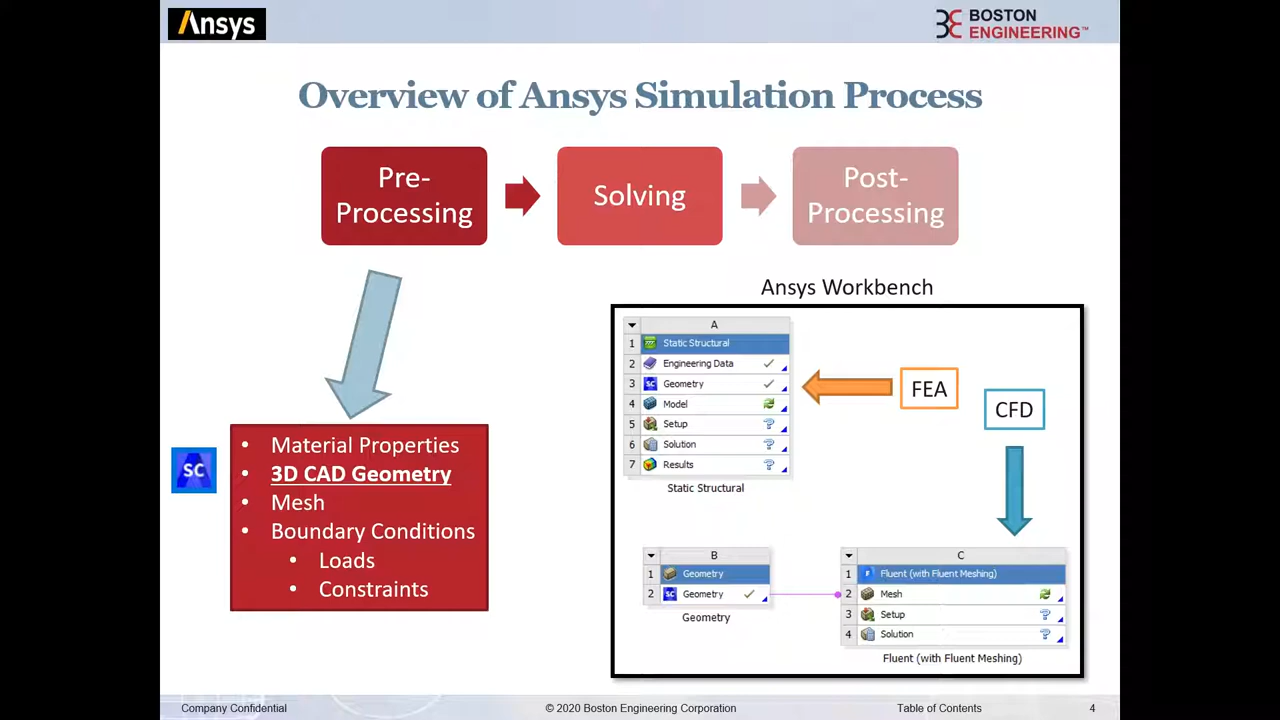 Ansys
BOSTON
ENGINEERING™
Overview of Ansys Simulation Process
Pre-
Processing
Solving
Post-
Processing
Ansys Workbench
SC
• Material Properties
• 3D CAD Geometry
• Mesh
• Boundary Conditions
• Loads
• Constraints
A
1 Static Structural
2 Engineering Data
3 SC Geometry
4 Model
5 Setup
6 Solution
7 Results
Static Structural
FEA
CFD
B
1 Geometry
2 SC Geometry
Geometry
C
1 F Fluent (with Fluent Meshing)
2 Mesh
3 Setup
4 Solution
Fluent (with Fluent Meshing)
Company Confidential
© 2020 Boston Engineering Corporation
Table of Contents
4